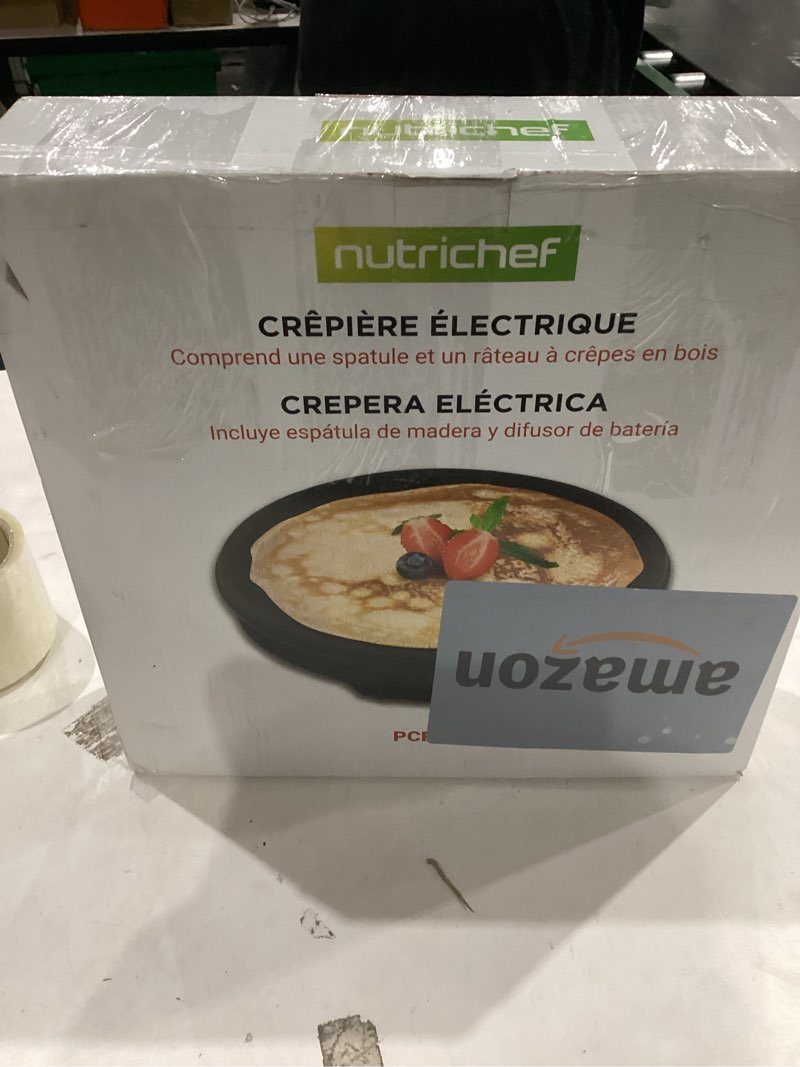 nutrichef
nutrichef
CRÊPIÈRE ÉLECTRIQUE
Comprend une spatule et un râteau à crêpes en bois
CREPERA ELÉCTRICA
Incluye espátula de madera y difusor de batería
amazon